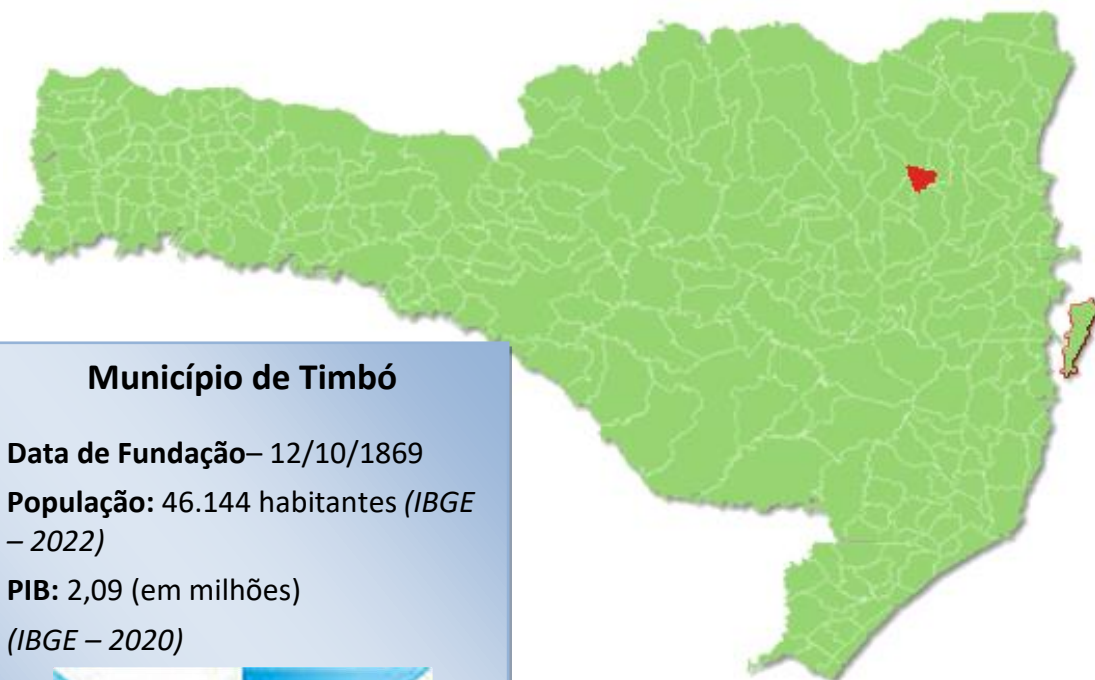 Município de Timbó
Data de Fundação– 12/10/1869
População: 46.144 habitantes (IBGE
– 2022)
PIB: 2,09 (em milhões)
(IBGE – 2020)